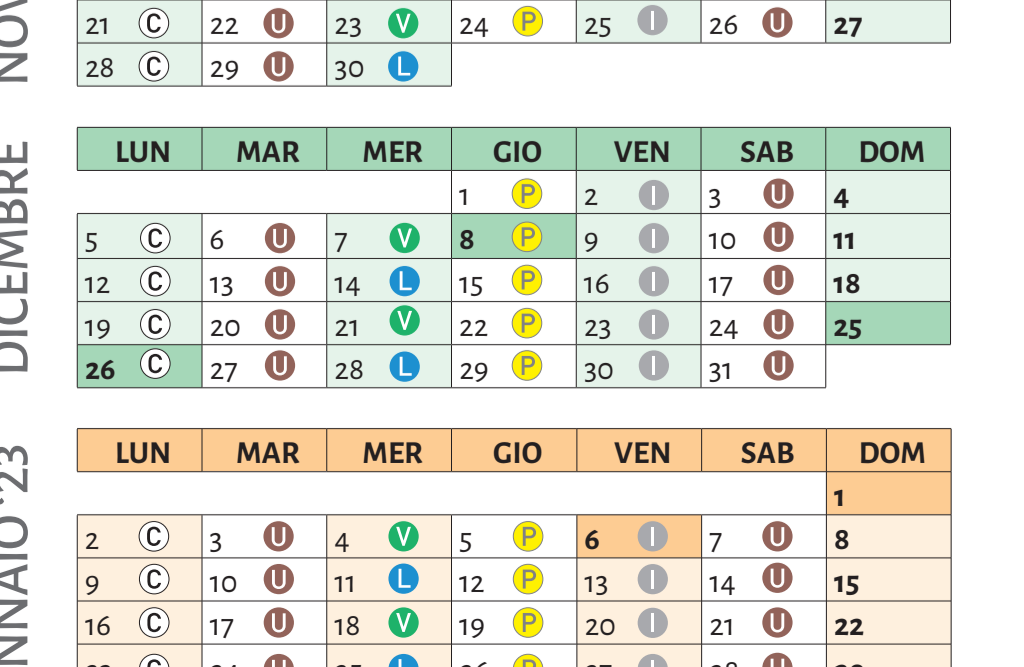 NOV
21 C 22 U 23 V 24 P 25 I 26 U 27
28 C 29 U 30 L
DICEMBRE
LUN MAR MER GIO VEN SAB DOM
1 P 2 I 3 U 4
5 C 6 U 7 V 8 P 9 I 10 U 11
12 C 13 U 14 L 15 P 16 I 17 U 18
19 C 20 U 21 V 22 P 23 I 24 U 25
26 C 27 U 28 L 29 P 30 I 31 U
NNAIO '23
LUN MAR MER GIO VEN SAB DOM
1
2 C 3 U 4 V 5 P 6 I 7 U 8
9 C 10 U 11 L 12 P 13 I 14 U 15
16 C 17 U 18 V 19 P 20 I 21 U 22